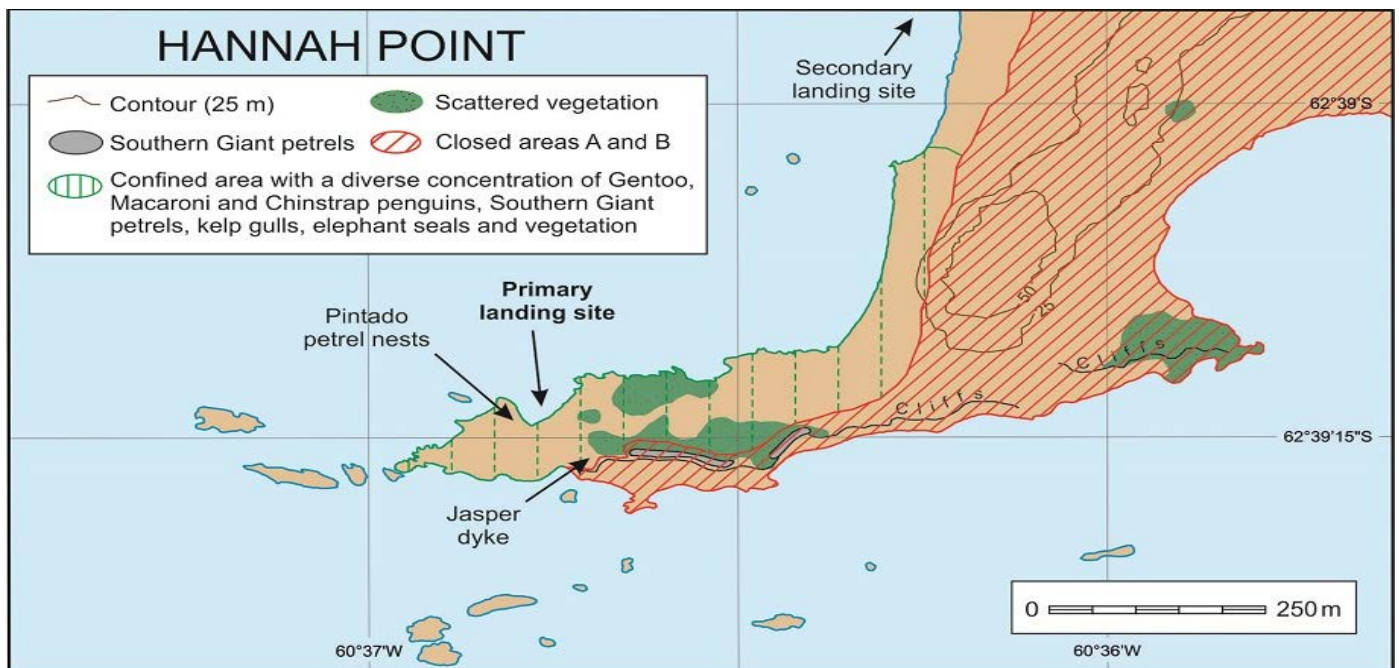 HANNAH POINT
Contour (25 m)
Scattered vegetation
Southern Giant petrels
Closed areas A and B
Confined area with a diverse concentration of Gentoo,
Macaroni and Chinstrap penguins, Southern Giant
petrels, kelp gulls, elephant seals and vegetation
Secondary
landing site
62°39'S
Primary
landing site
Pintado
petrel nests
50
25
Cliffs
Cliffs
62°39'15"S
Jasper
dyke
0
250 m
60°37'W
60°36'W